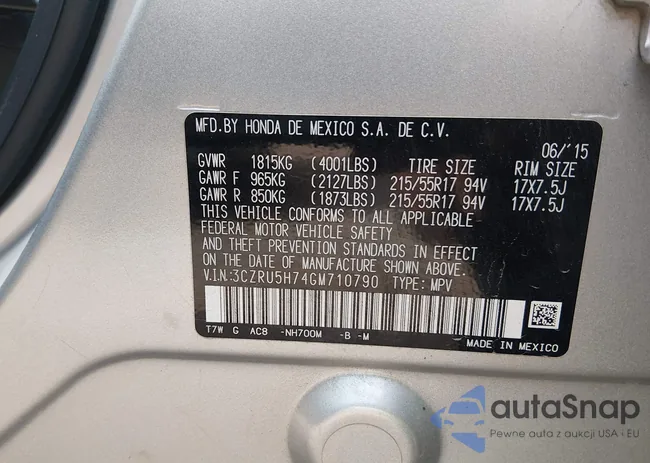 MFD.BY HONDA DE MEXICO S.A. DE C.V.
06/'15
GVWR 1815KG (4001LBS) TIRE SIZE RIM SIZE
GAWR F 965KG (2127LBS) 215/55R17 94V 17X7.5J
GAWR R 850KG (1873LBS) 215/55R17 94V 17X7.5J
THIS VEHICLE CONFORMS TO ALL APPLICABLE
FEDERAL MOTOR VEHICLE SAFETY
AND THEFT PREVENTION STANDARDS IN EFFECT
ON THE DATE OF MANUFACTURE SHOWN ABOVE.
V.I.N:3CZRU5H74GM710790 TYPE: MPV
T7W G AC8 -NH700M -B -M
MADE IN MEXICO
autaSnap
Pewne auta z aukcji USA i EU